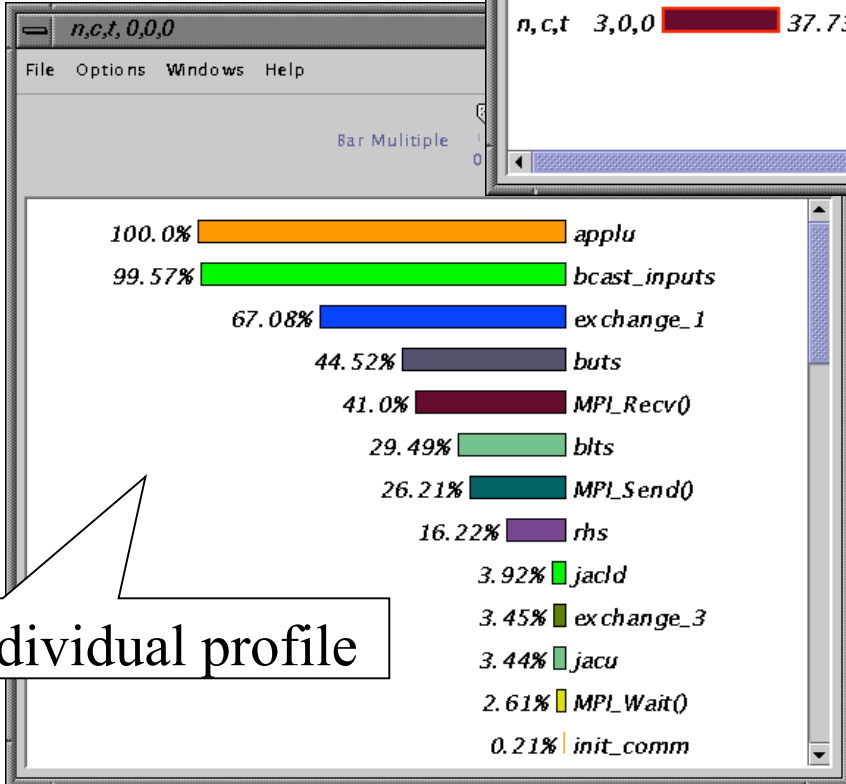 n,c,t, 0,0,0
n,c,t 3,0,0 37.73
File Options Windows Help
Bar Mulitiple
0
100.0% applu
99.57% bcast_inputs
67.08% exchange_1
44.52% buts
41.0% MPI_Recv()
29.49% blts
26.21% MPI_Send()
16.22% rhs
3.92% jacld
3.45% exchange_3
3.44% jacu
2.61% MPI_Wait()
0.21% init_comm
dividual profile